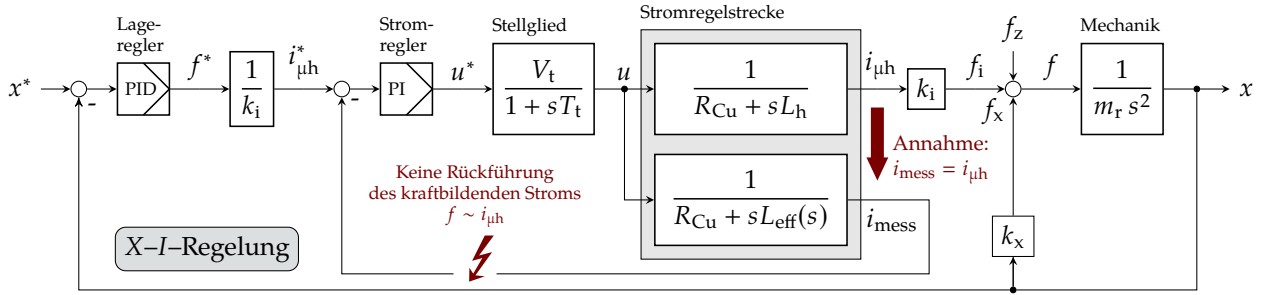 Lage-
regler
Strom-
regler
Stellglied
Stromregelstrecke
Mechanik
x*
-
PID
f*
1
k_i
i*_μh
-
PI
u*
V_t
1 + sT_t
u
1
R_Cu + sL_h
i_μh
k_i
f_i
f_z
f_x
f
1
m_r s²
x
Annahme:
i_mess = i_μh
Keine Rückführung
des kraftbildenden Stroms
f ∼ i_μh
1
R_Cu + sL_eff(s)
i_mess
k_x
X–I–Regelung